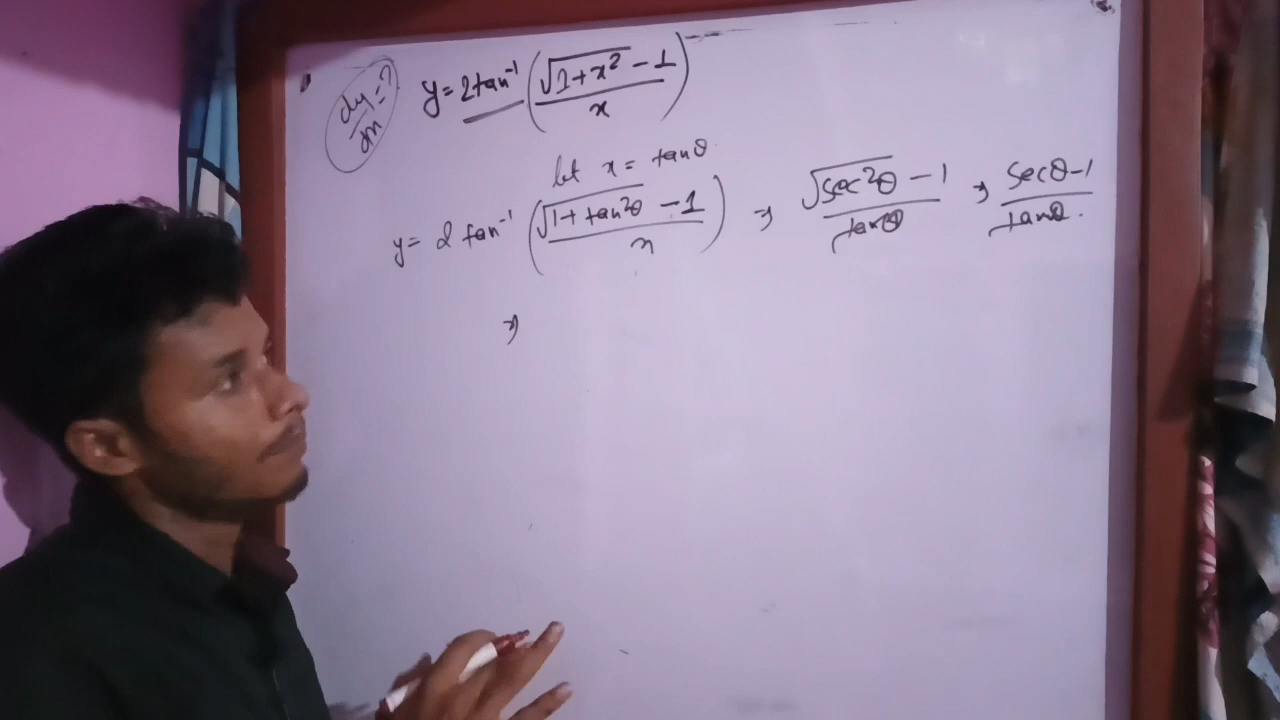 dy/dx = ?
y = 2tan⁻¹ ( (√1+x² − 1) / x )
let x = tanθ.
y = 2 tan⁻¹ ( (√1+tan²θ − 1) / x ) ⇒ (√sec²θ − 1) / tanθ ⇒ (secθ−1) / tanθ.
⇒